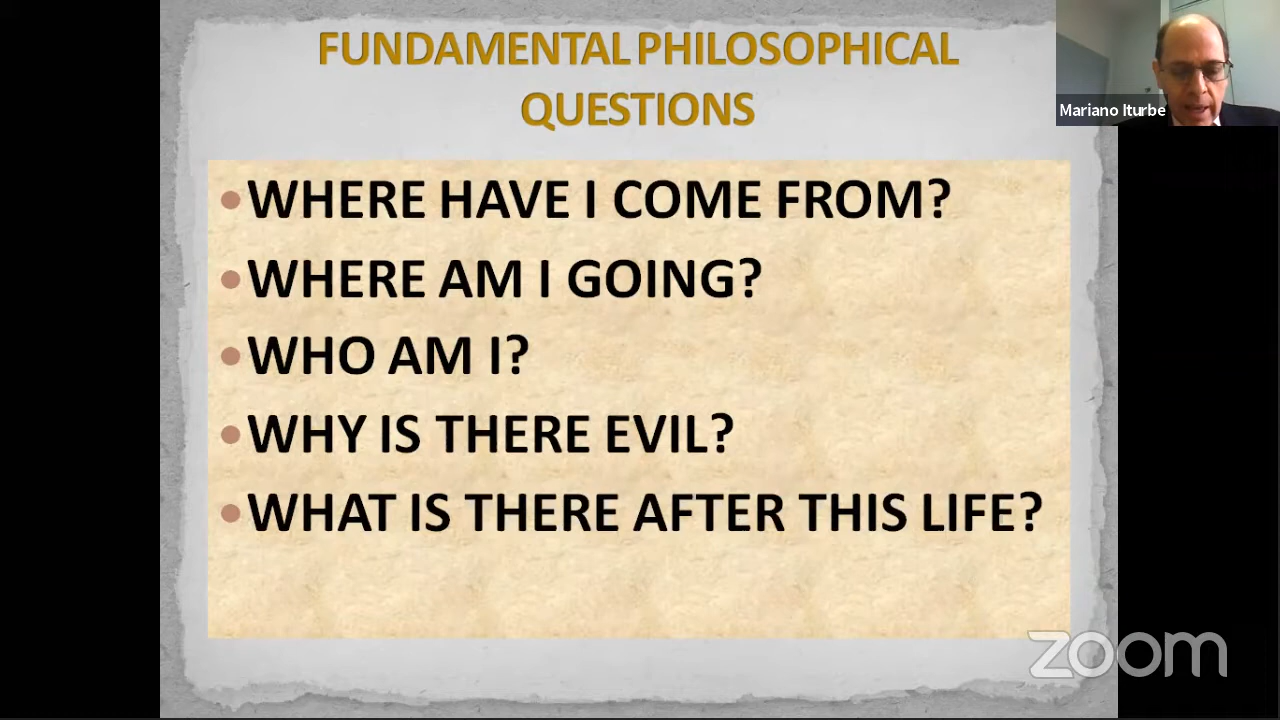 FUNDAMENTAL PHILOSOPHICAL
QUESTIONS
Mariano Iturbe
• WHERE HAVE I COME FROM?
• WHERE AM I GOING?
• WHO AM I?
• WHY IS THERE EVIL?
• WHAT IS THERE AFTER THIS LIFE?
zoom